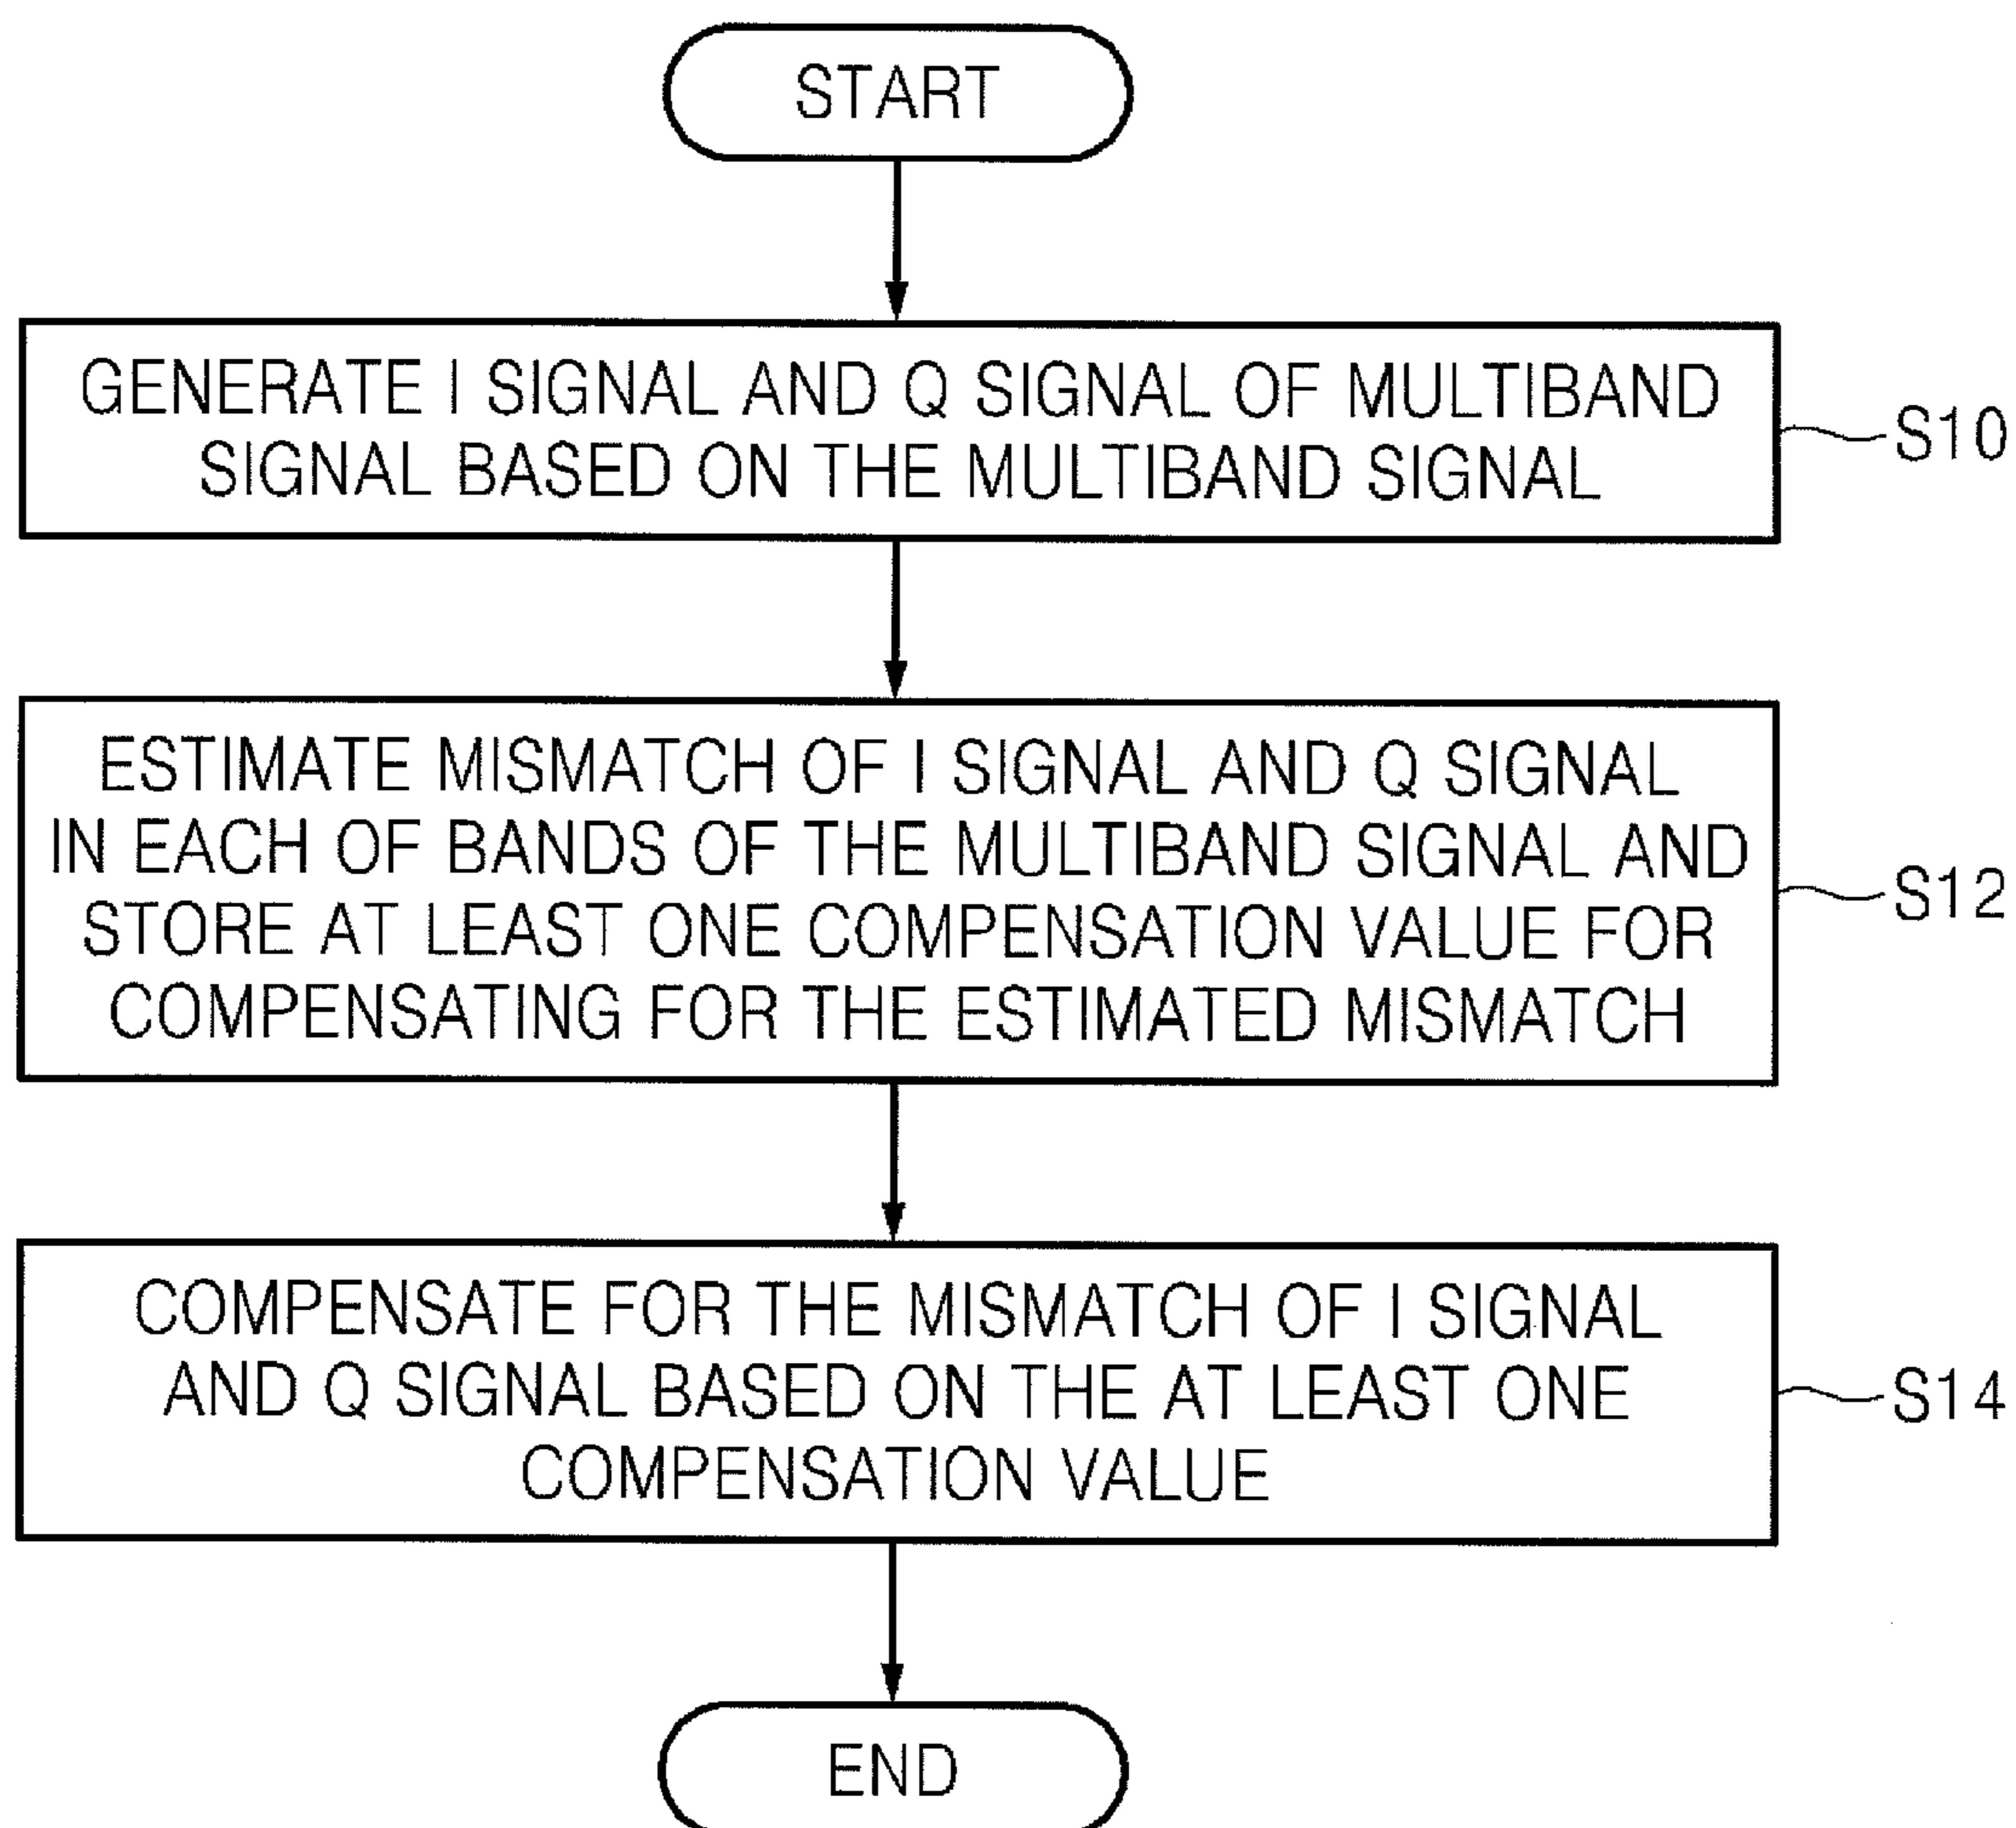 START
GENERATE I SIGNAL AND Q SIGNAL OF MULTIBAND
SIGNAL BASED ON THE MULTIBAND SIGNAL
S10
ESTIMATE MISMATCH OF I SIGNAL AND Q SIGNAL
IN EACH OF BANDS OF THE MULTIBAND SIGNAL AND
STORE AT LEAST ONE COMPENSATION VALUE FOR
COMPENSATING FOR THE ESTIMATED MISMATCH
S12
COMPENSATE FOR THE MISMATCH OF I SIGNAL
AND Q SIGNAL BASED ON THE AT LEAST ONE
COMPENSATION VALUE
S14
END